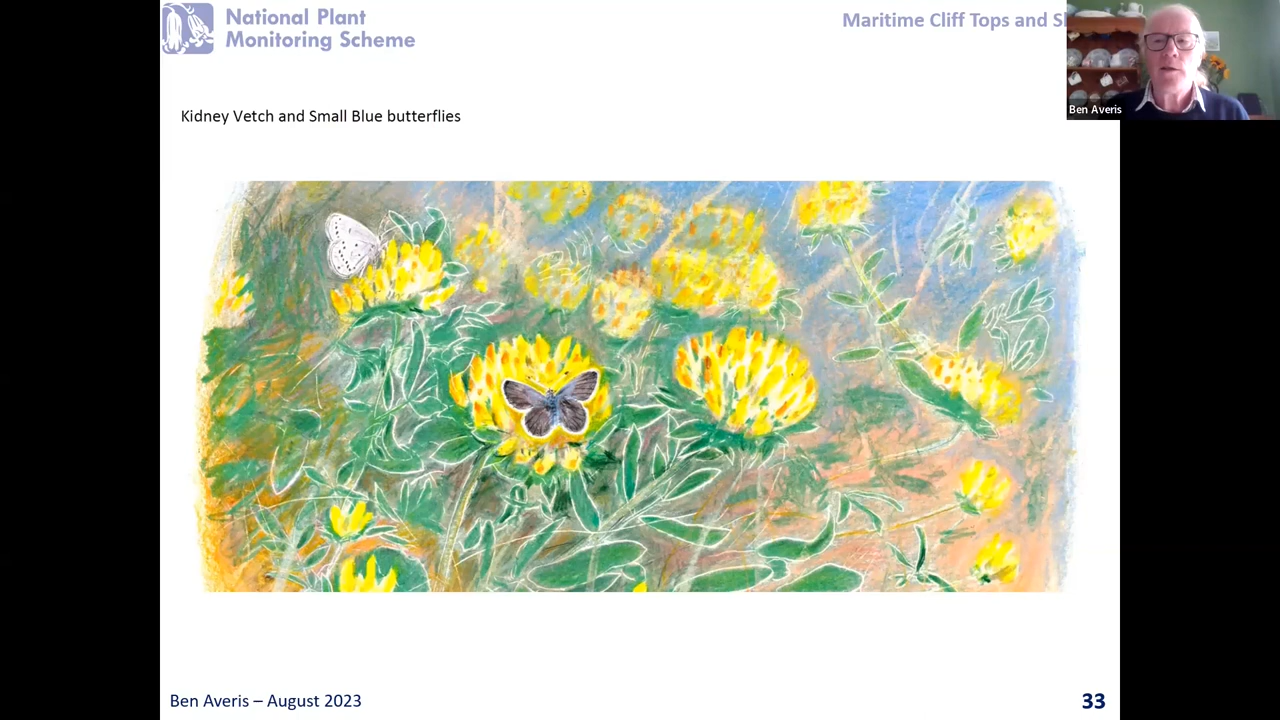 National Plant
Monitoring Scheme
Maritime Cliff Tops and
Ben Averis
Kidney Vetch and Small Blue butterflies
Ben Averis – August 2023
33